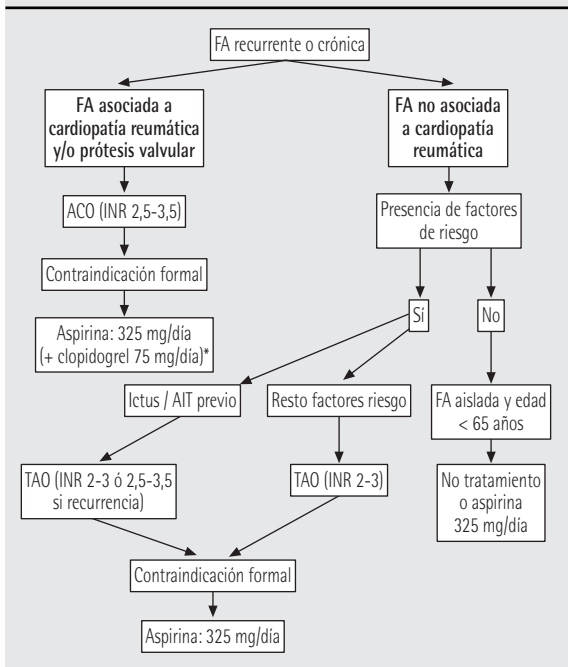 FA recurrente o crónica
FA asociada a
cardiopatía reumática
y/o prótesis valvular
FA no asociada
a cardiopatía
reumática
ACO (INR 2,5-3,5)
Presencia de factores
de riesgo
Contraindicación formal
Aspirina: 325 mg/día
(+ clopidogrel 75 mg/día)*
Sí
No
Ictus / AIT previo
Resto factores riesgo
FA aislada y edad
< 65 años
TAO (INR 2-3 ó 2,5-3,5
si recurrencia)
TAO (INR 2-3)
No tratamiento
o aspirina
325 mg/día
Contraindicación formal
Aspirina: 325 mg/día